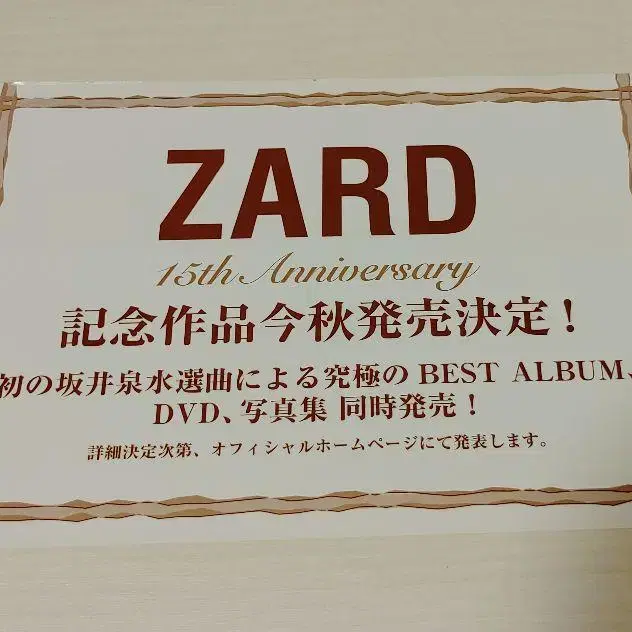 ZARD
15th Anniversary
記念作品今秋発売決定！
初の坂井泉水選曲による究極の BEST ALBUM、
DVD、写真集 同時発売！
詳細決定次第、オフィシャルホームページにて発表します。